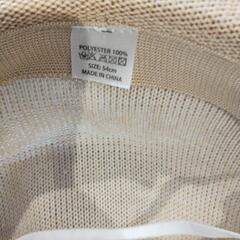 POLYESTER 100%
SIZE: 54cm
MADE IN CHINA